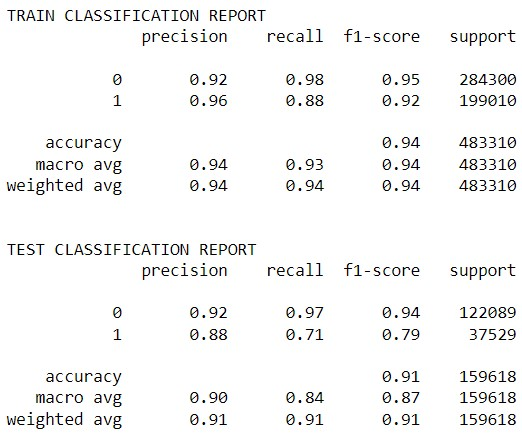 TRAIN CLASSIFICATION REPORT
precision recall f1-score support
0 0.92 0.98 0.95 284300
1 0.96 0.88 0.92 199010
accuracy 0.94 483310
macro avg 0.94 0.93 0.94 483310
weighted avg 0.94 0.94 0.94 483310
TEST CLASSIFICATION REPORT
precision recall f1-score support
0 0.92 0.97 0.94 122089
1 0.88 0.71 0.79 37529
accuracy 0.91 159618
macro avg 0.90 0.84 0.87 159618
weighted avg 0.91 0.91 0.91 159618